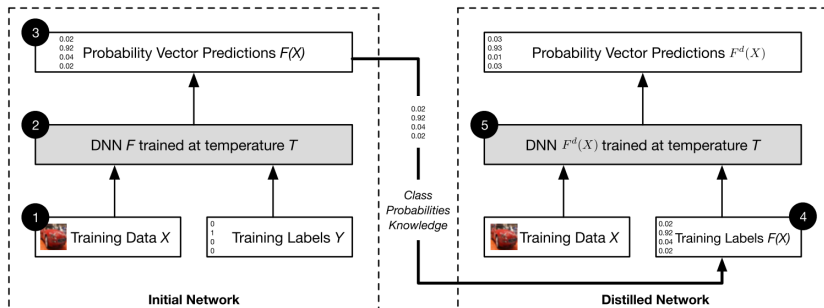 3
0.02
0.92
0.04
0.02
Probability Vector Predictions F(X)
2
DNN F trained at temperature T
1
Training Data X
0
1
0
0
Training Labels Y
Initial Network
0.02
0.92
0.04
0.02
Class
Probabilities
Knowledge
0.03
0.93
0.01
0.03
Probability Vector Predictions F^d(X)
5
DNN F^d(X) trained at temperature T
Training Data X
4
0.02
0.92
0.04
0.02
Training Labels F(X)
Distilled Network